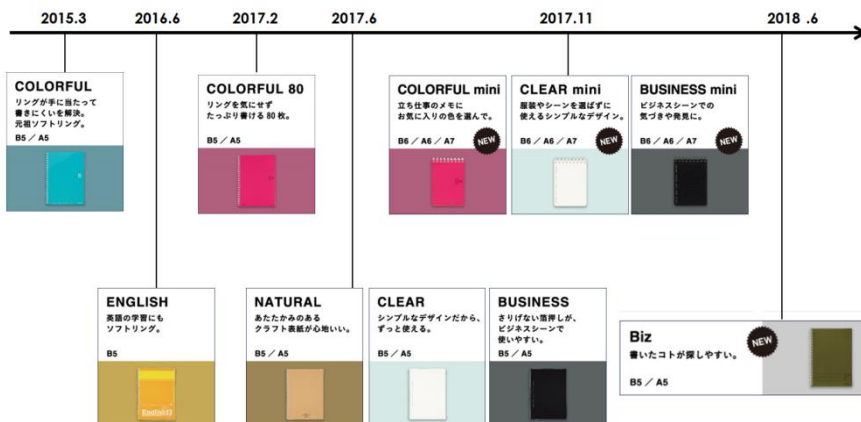 2015.3
2016.6
2017.2
2017.6
2017.11
2018 .6
COLORFUL
リングが手に当たって
書きにくいを解決。
元祖ソフトリング。
B5 ／ A5
COLORFUL 80
リングを気にせず
たっぷり書ける 80 枚。
B5 ／ A5
COLORFUL mini
立ち仕事のメモに
お気に入りの色を選んで。
B6 ／ A6 ／ A7
NEW
CLEAR mini
服装やシーンを選ばずに
使えるシンプルなデザイン。
B6 ／ A6 ／ A7
NEW
BUSINESS mini
ビジネスシーンでの
気づきや発見に。
B6 ／ A6 ／ A7
NEW
ENGLISH
英語の学習にも
ソフトリング。
B5
NATURAL
あたたかみのある
クラフト表紙が心地いい。
B5 ／ A5
CLEAR
シンプルなデザインだから、
ずっと使える。
B5 ／ A5
BUSINESS
さりげない箔押しが、
ビジネスシーンで
使いやすい。
B5 ／ A5
Biz
書いたコトが探しやすい。
B5 ／ A5
NEW